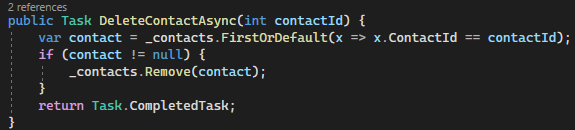 2 references
public Task DeleteContactAsync(int contactId) {
var contact = _contacts.FirstOrDefault(x => x.ContactId == contactId);
if (contact != null) {
_contacts.Remove(contact);
}
return Task.CompletedTask;
}